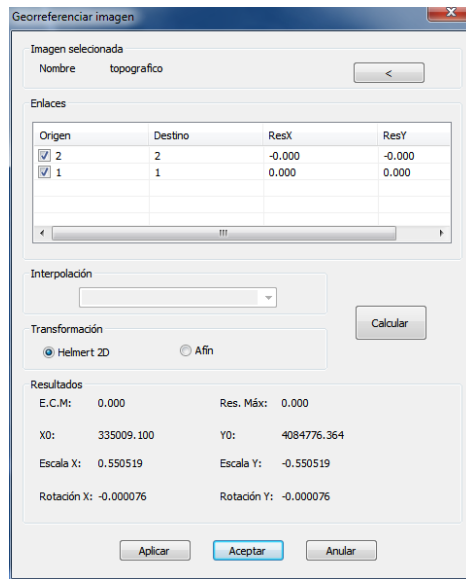 Georreferenciar imagen
Imagen selecionada
Nombre topografico <
Enlaces
Origen Destino ResX ResY
2 2 -0.000 -0.000
1 1 0.000 0.000
Interpolación
Transformación
Helmert 2D Afín
Calcular
Resultados
E.C.M: 0.000 Res. Máx: 0.000
X0: 335009.100 Y0: 4084776.364
Escala X: 0.550519 Escala Y: -0.550519
Rotación X: -0.000076 Rotación Y: -0.000076
Aplicar Aceptar Anular